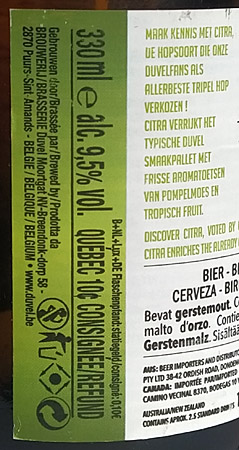 MAAK KENNIS MET CITRA,
DE HOPSOORT DIE ONZE
DUVELFANS ALS
ALLERBESTE TRIPEL HOP
VERKOZEN !
CITRA VERRIJKT HET
TYPISCHE DUVEL
SMAAKPALLET MET
FRISSE AROMATOETSEN
VAN POMPELMOES EN
TROPISCH FRUIT.
DISCOVER CITRA, VOTED BY
CITRA ENRICHES THE ALREADY
BIER - B
CERVEZA - BIR
Bevat gerstemout. C
malto d'orzo. Contie
Gerstenmalz. Sisältää
AUS: BEER IMPORTERS AND DISTRIBUTO
PTY LTD 38-42 ORDISH ROAD, DONDEN
CANADA: IMPORTÉE PAR/IMPORTED
CAMINO VECINAL 8370, BODEGAS 10 Y
AUSTRALIA/NEW ZEALAND
CONTAINS APROX. 2.5 STANDARD DRINKS
B+NL+Lux+DE Flaschenpfand-statiegeld/consigne: 0,10€
330 ml e alc. 9,5% vol. QUEBEC 10¢ CONSIGNÉE/REFUND
Gebrouwen door/Brassée par/Brewed by/Prodotta da
BROUWERIJ BRASSERIE Duvel Moortgat NV-Breendonk-dorp 58
2870 Puurs-Sint-Amands - BELGIË / BELGIQUE / BELGIUM • www.duvel.be